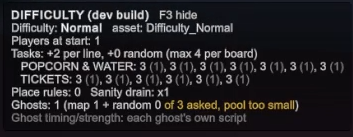 DIFFICULTY (dev build) F3 hide
Difficulty: Normal asset: Difficulty_Normal
Players at start: 1
Tasks: +2 per line, +0 random (max 4 per board)
POPCORN & WATER: 3 (1), 3 (1), 3 (1), 3 (1), 3 (1), 3 (1)
TICKETS: 3 (1), 3 (1), 3 (1), 3 (1), 3 (1)
Place rules: 0 Sanity drain: x1
Ghosts: 1 (map 1 + random 0 of 3 asked, pool too small)
Ghost timing/strength: each ghost's own script